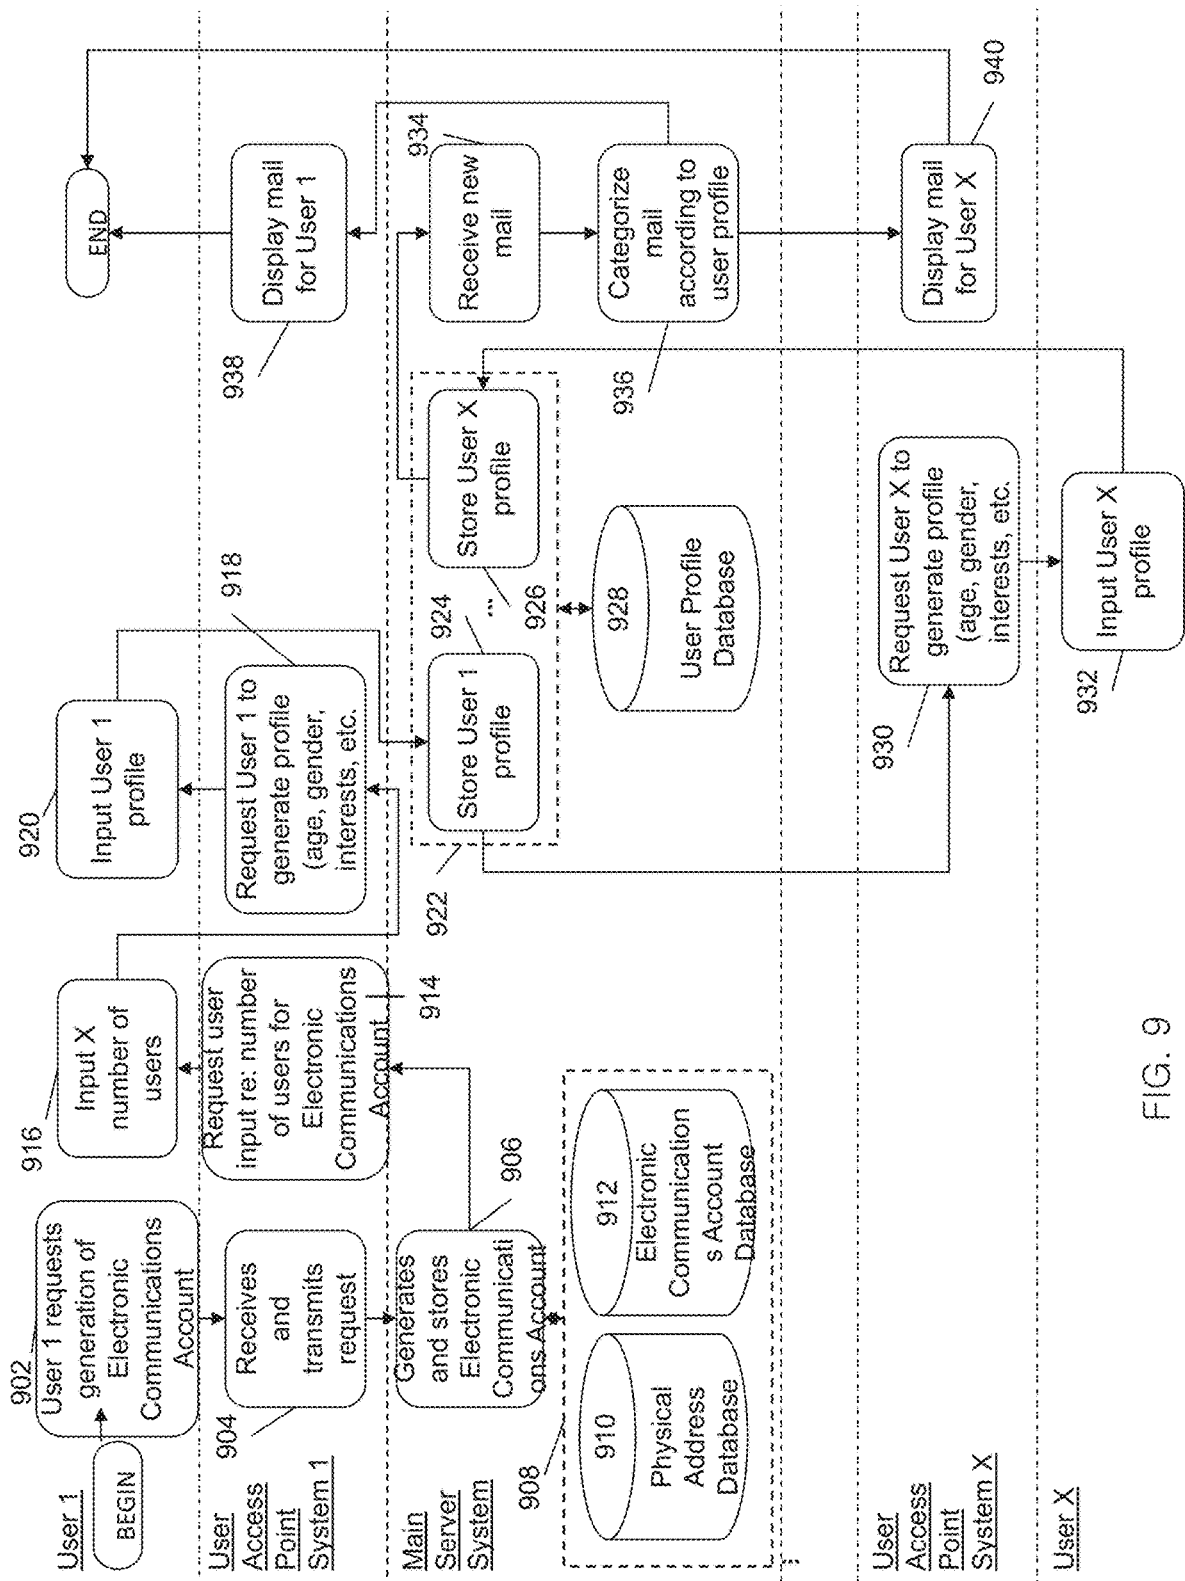 User 1
BEGIN
902
User 1 requests
generation of
Electronic
Communications
Account
916
Input X
number of
users
920
Input User 1
profile
END
User
Access
Point
System 1
904
Receives
and
transmits
request
Request user
input re: number
of users for
Electronic
Communications
Account
914
Request User 1 to
generate profile
(age, gender,
interests, etc.
918
938
Display mail
for User 1
Main
Server
System
Generates
and stores
Electronic
Communicati
ons Account
906
908
910
Physical
Address
Database
912
Electronic
Communication
s Account
Database
922
Store User 1
profile
924
...
Store User X
profile
926
928
User Profile
Database
Receive new
mail
934
936
Categorize
mail
according to
user profile
User
Access
Point
System X
930
Request User X to
generate profile
(age, gender,
interests, etc.
Display mail
for User X
940
User X
932
Input User X
profile
FIG. 9